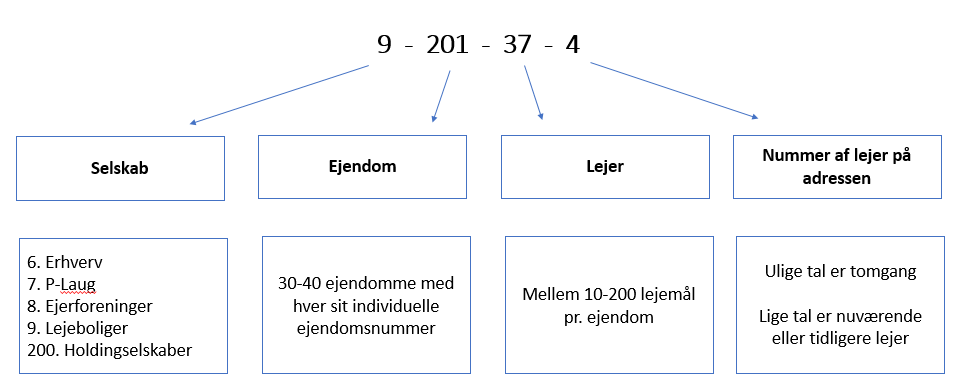 9 - 201 - 37 - 4
Selskab
Ejendom
Lejer
Nummer af lejer på
adressen
6. Erhverv
7. P-Laug
8. Ejerforeninger
9. Lejeboliger
200. Holdingselskaber
30-40 ejendomme med
hver sit individuelle
ejendomsnummer
Mellem 10-200 lejemål
pr. ejendom
Ulige tal er tomgang
Lige tal er nuværende
eller tidligere lejer